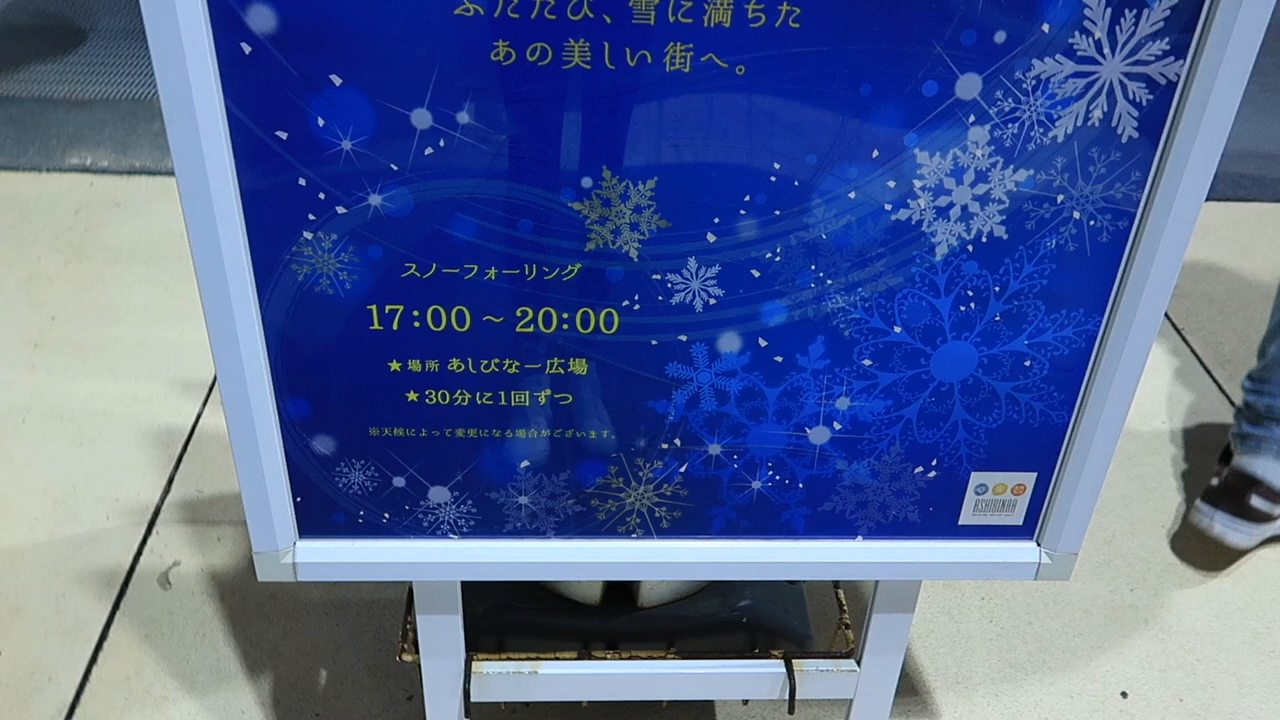 ふたたび、雪に満ちた
あの美しい街へ。
スノーフォーリング
17:00 ~ 20:00
★場所 あしびなー広場
★30分に1回ずつ
※天候によって変更になる場合がございます。
ASHIBINAA